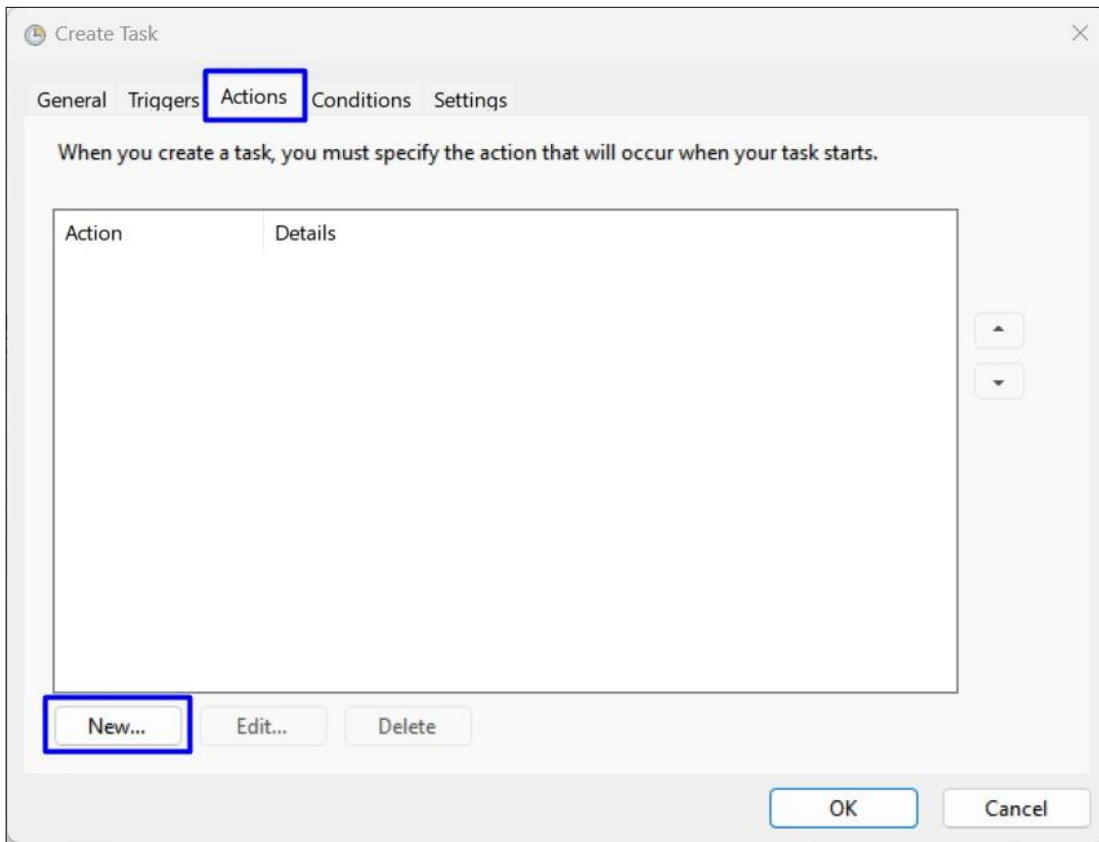 Create Task
General Triggers Actions Conditions Settings
When you create a task, you must specify the action that will occur when your task starts.
Action Details
New... Edit... Delete
OK Cancel